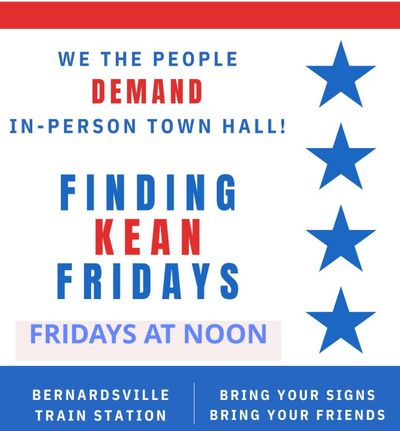 WE THE PEOPLE
DEMAND
IN-PERSON TOWN HALL!
FINDING
KEAN
FRIDAYS
FRIDAYS AT NOON
BERNARDSVILLE
TRAIN STATION
BRING YOUR SIGNS
BRING YOUR FRIENDS